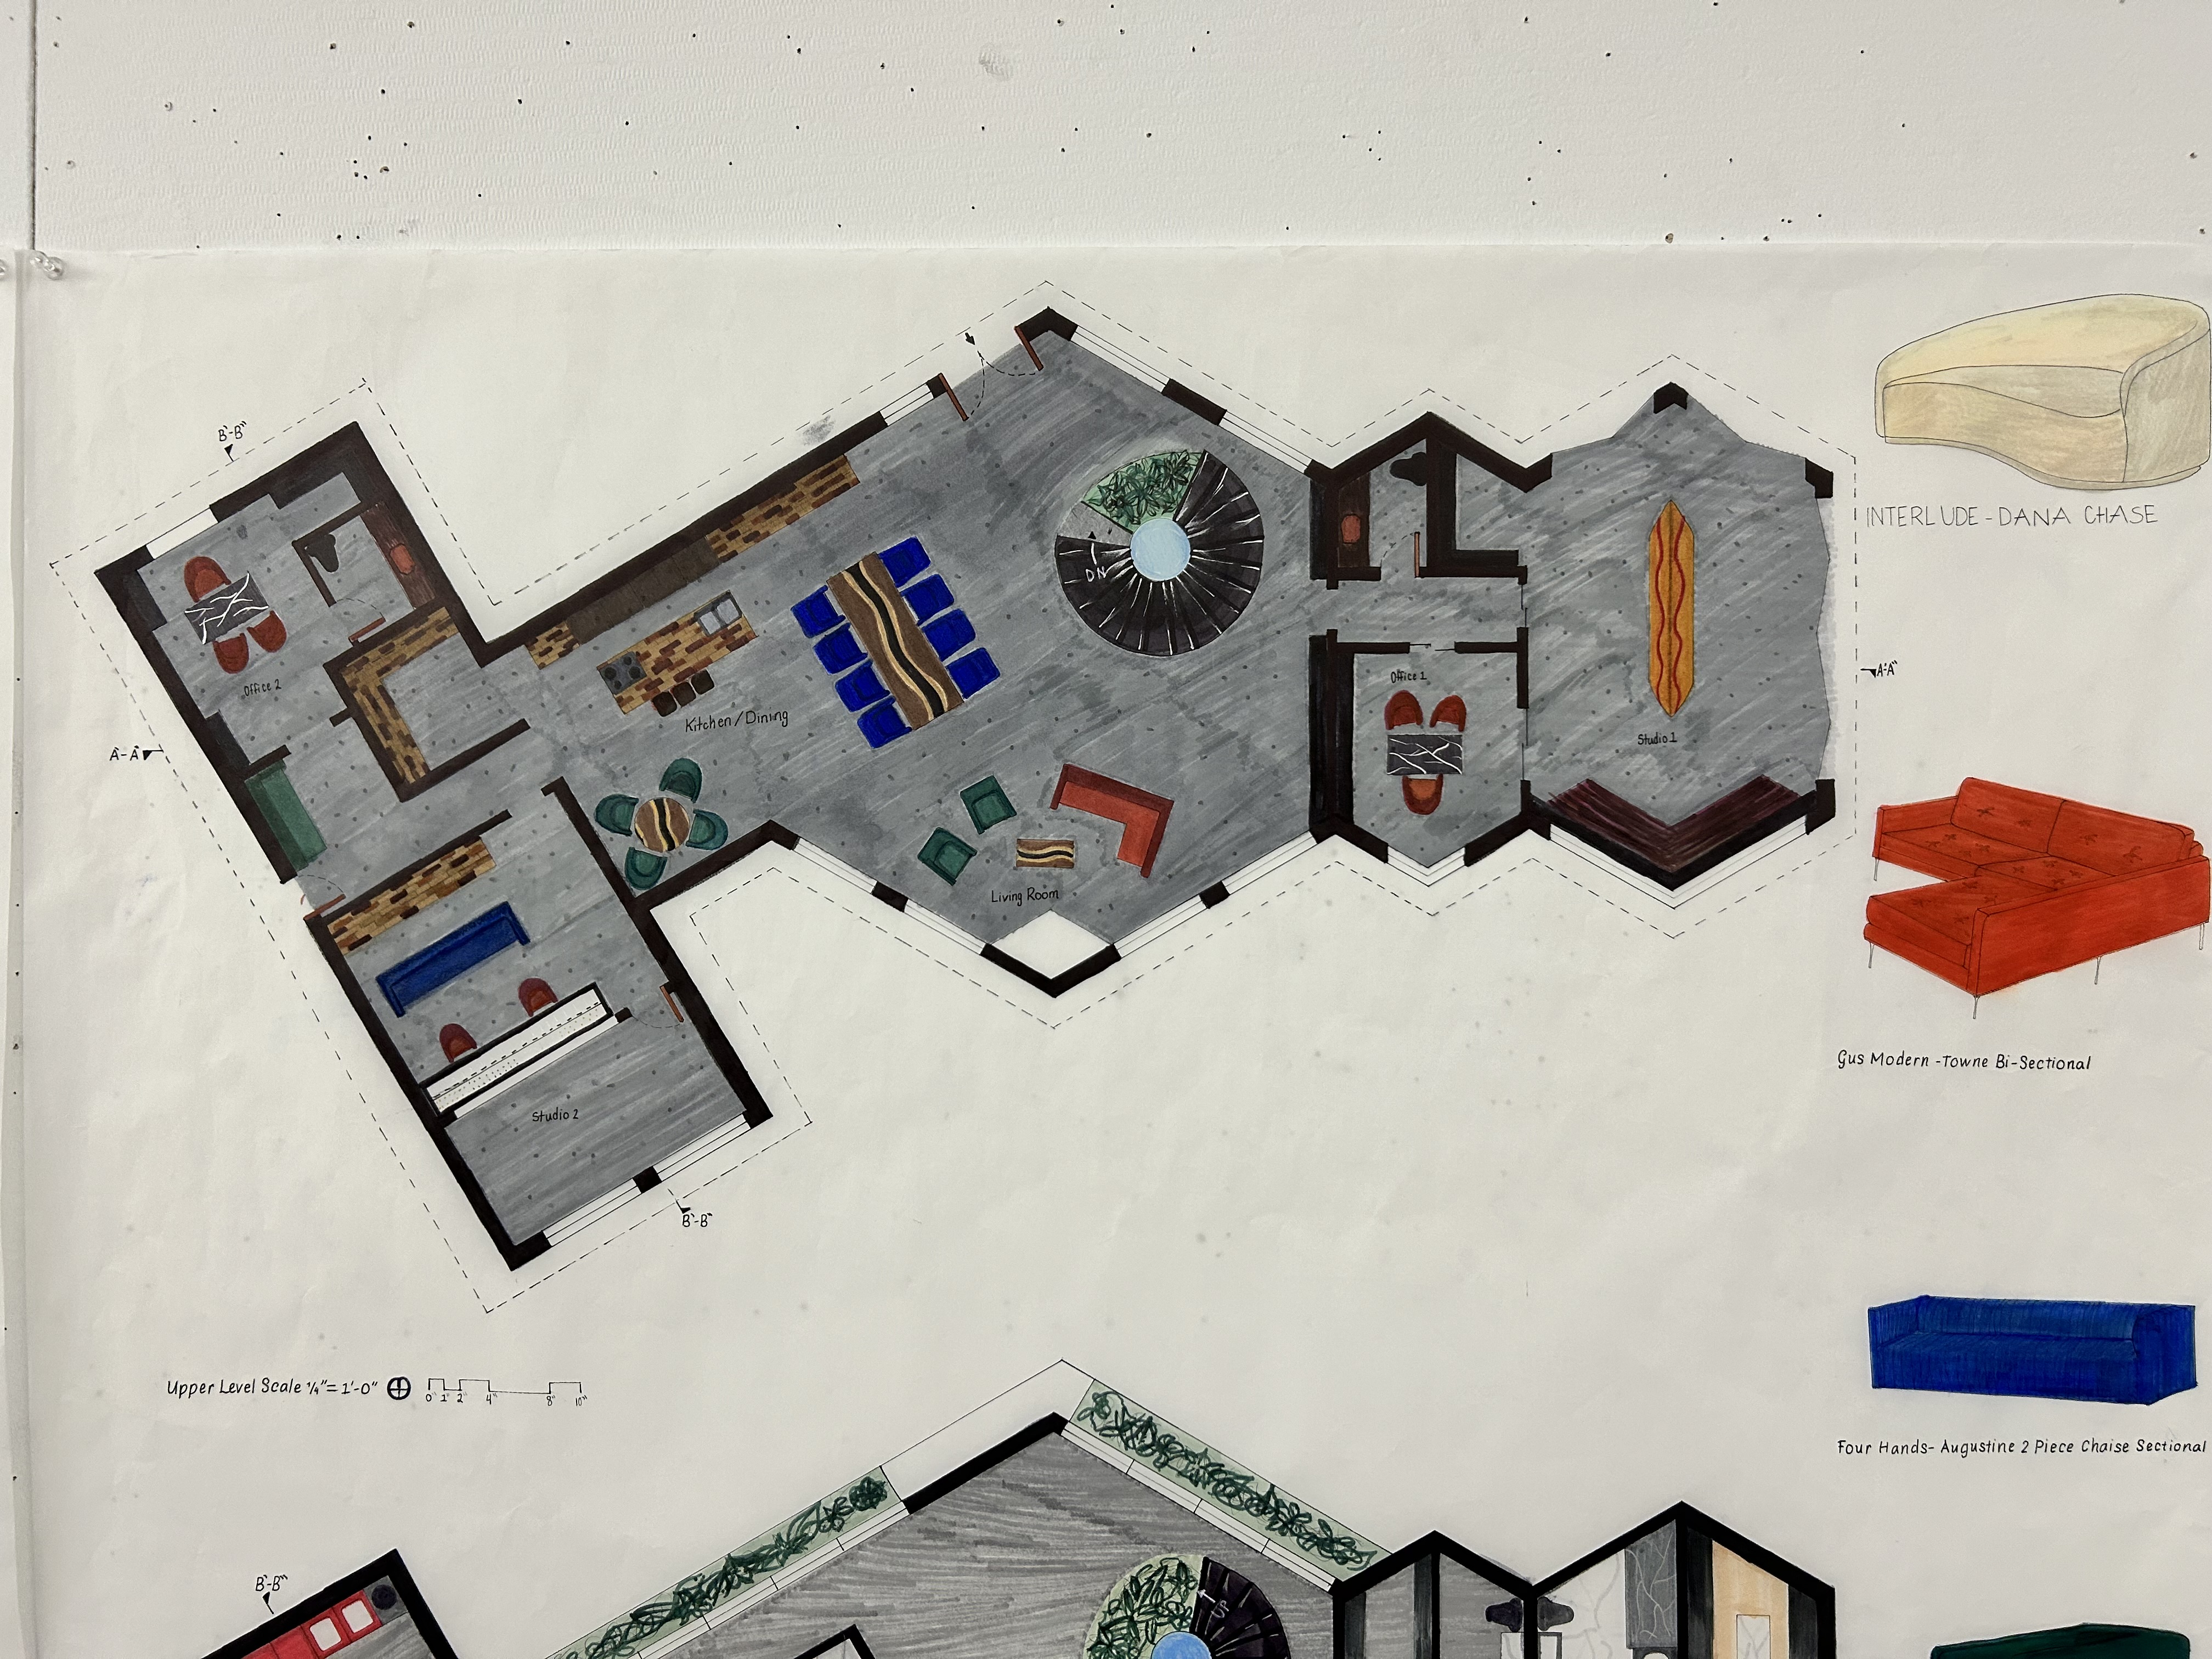 B'-B"
INTERLUDE - DANA CHASE
DN
Office 2
Kitchen/Dining
Office 1
A'-A"
Studio 1
A'-A"
Living Room
Gus Modern - Towne Bi-Sectional
Studio 2
B'-B"
Upper Level Scale 1/4" = 1'-0"
0" 1" 2" 4" 8" 10"
Four Hands - Augustine 2 Piece Chaise Sectional
B'-B"
UP